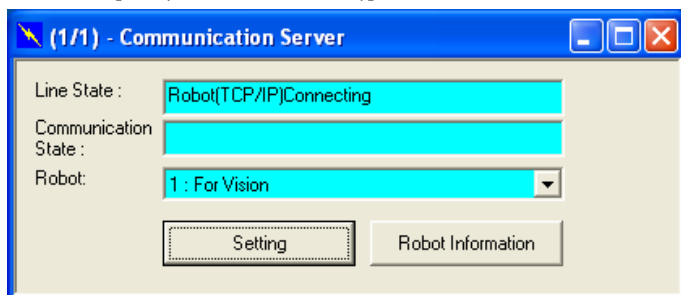 (1/1) - Communication Server
Line State :
Robot(TCP/IP)Connecting
Communication
State :
Robot:
1 : For Vision
Setting
Robot Information